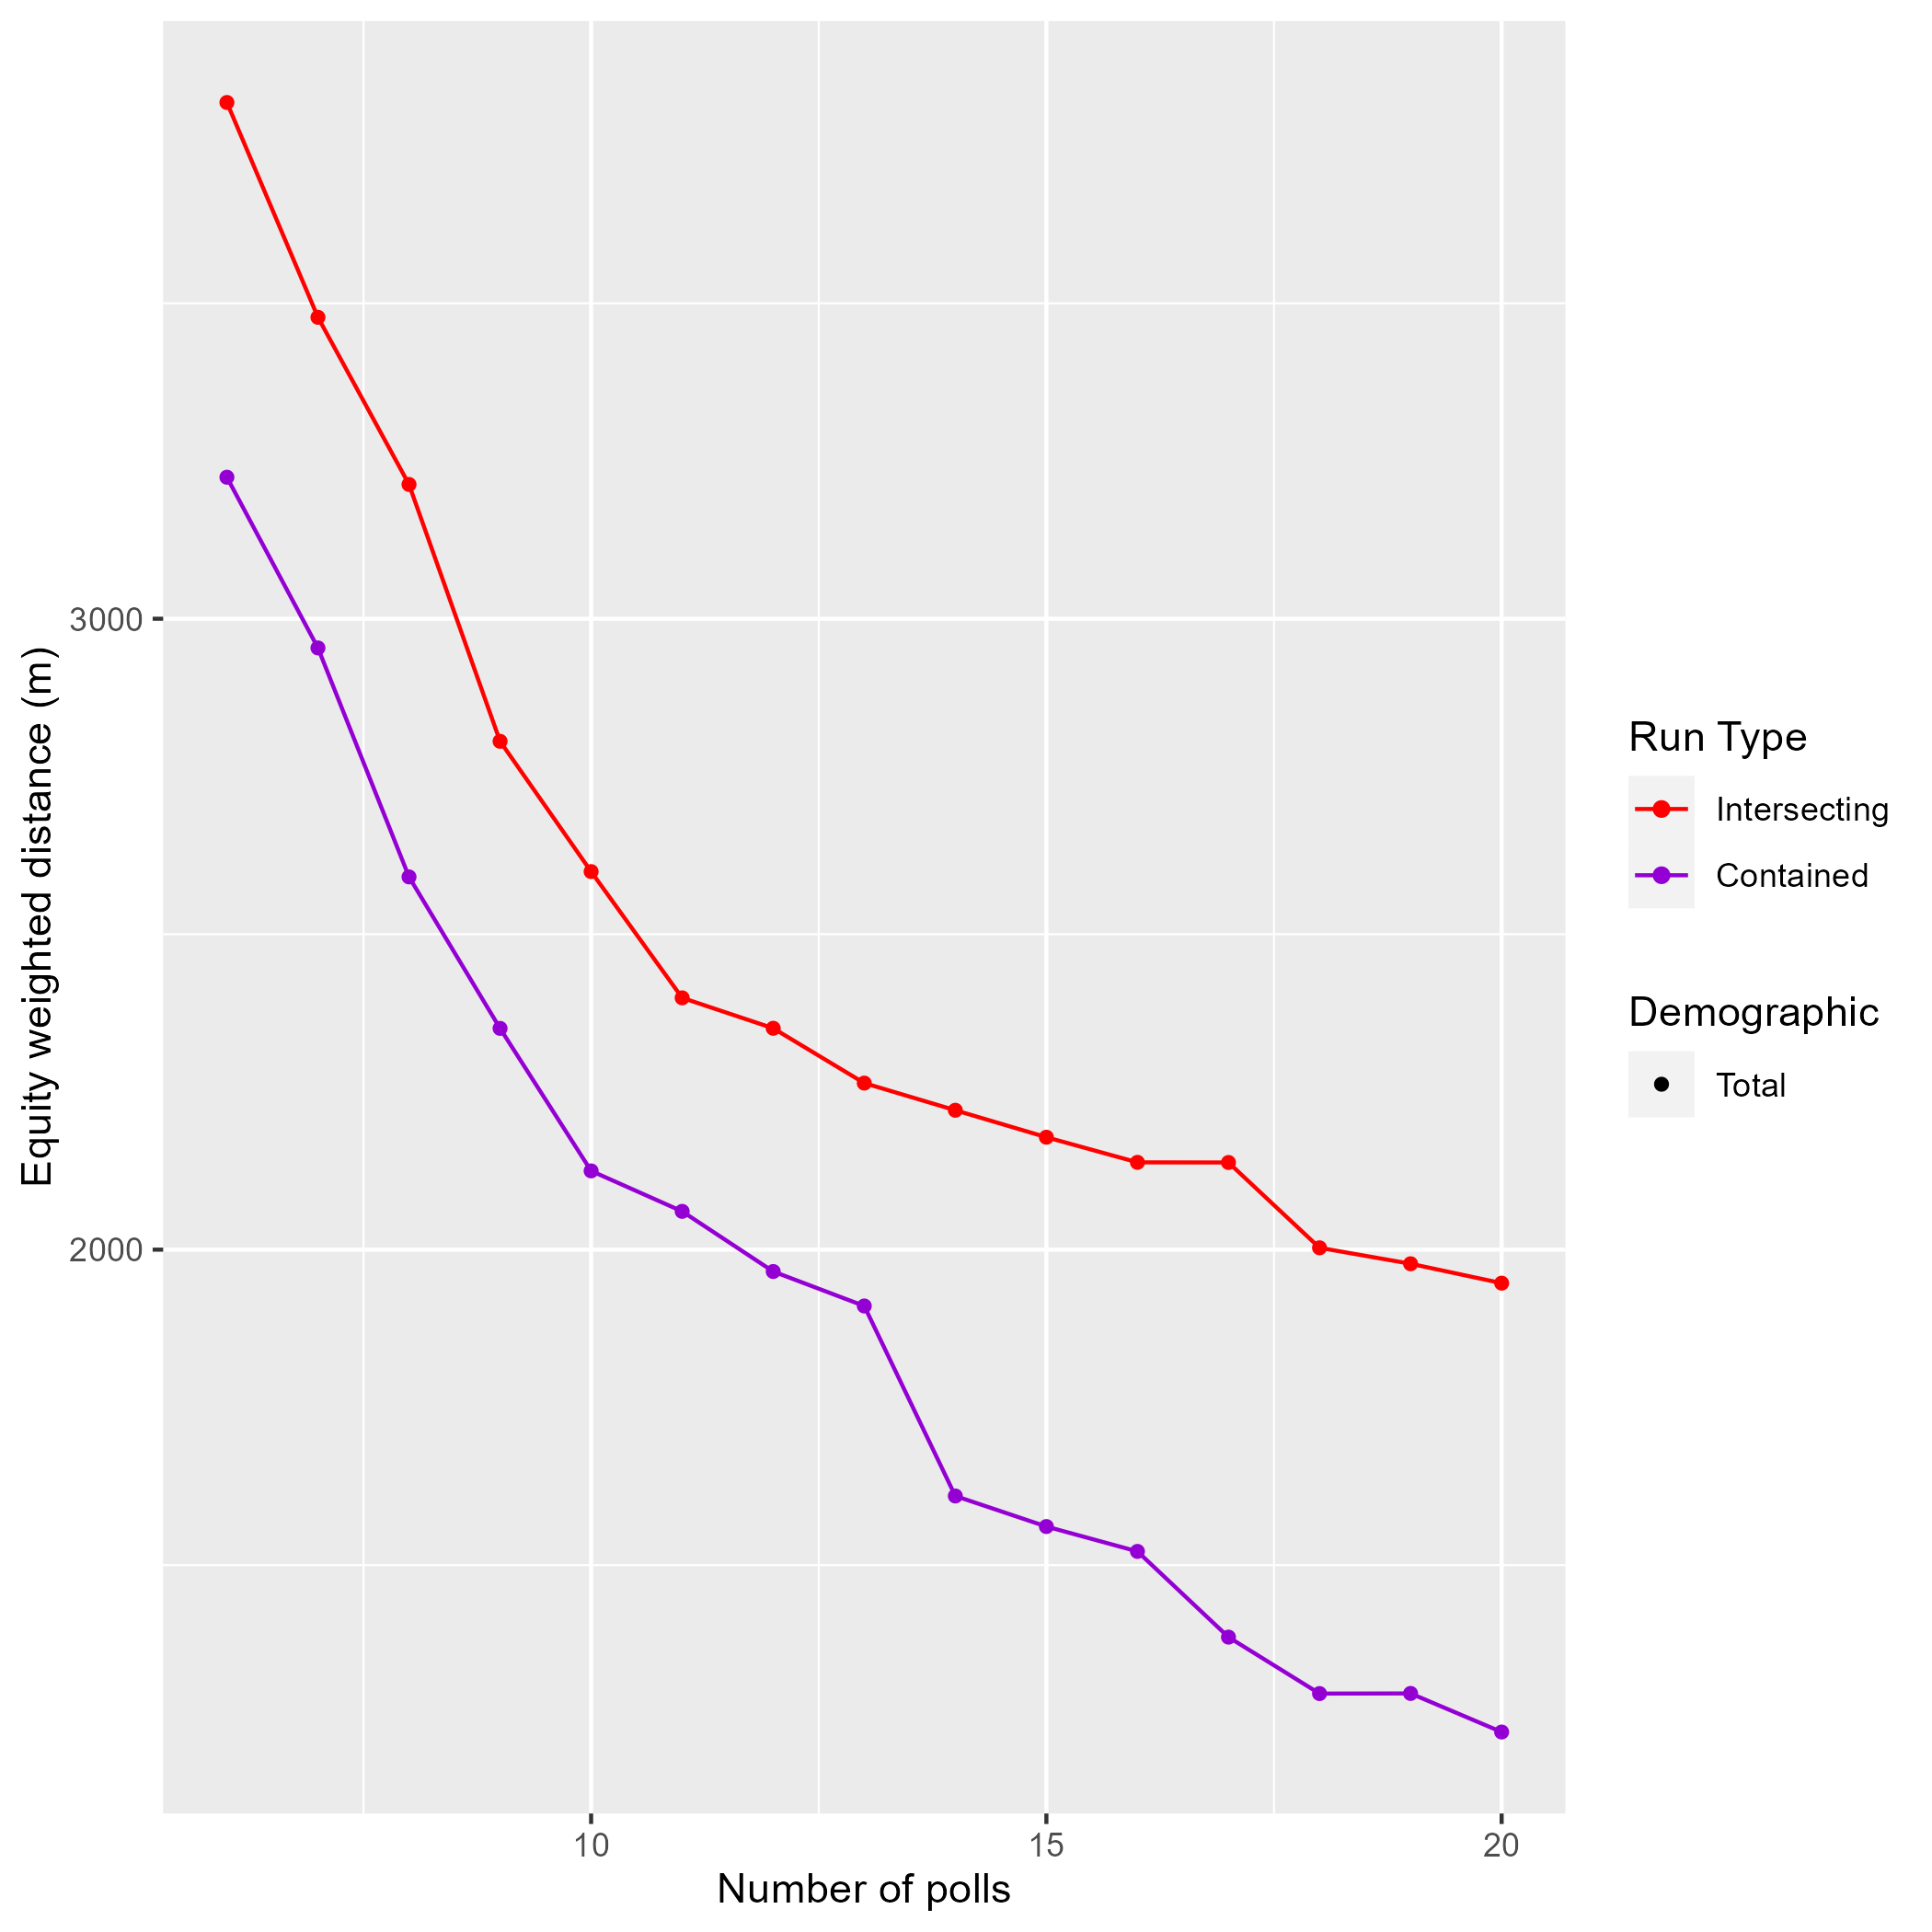 Equity weighted distance (m)
3000
2000
10 15 20
Number of polls
Run Type
Intersecting
Contained
Demographic
Total